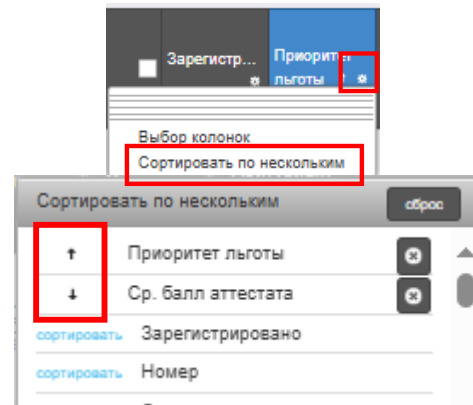 Зарегистр... Приоритет
льготы ↑
Выбор колонок
Сортировать по нескольким
Сортировать по нескольким сброс
↑ Приоритет льготы
↓ Ср. балл аттестата
сортировать Зарегистрировано
сортировать Номер